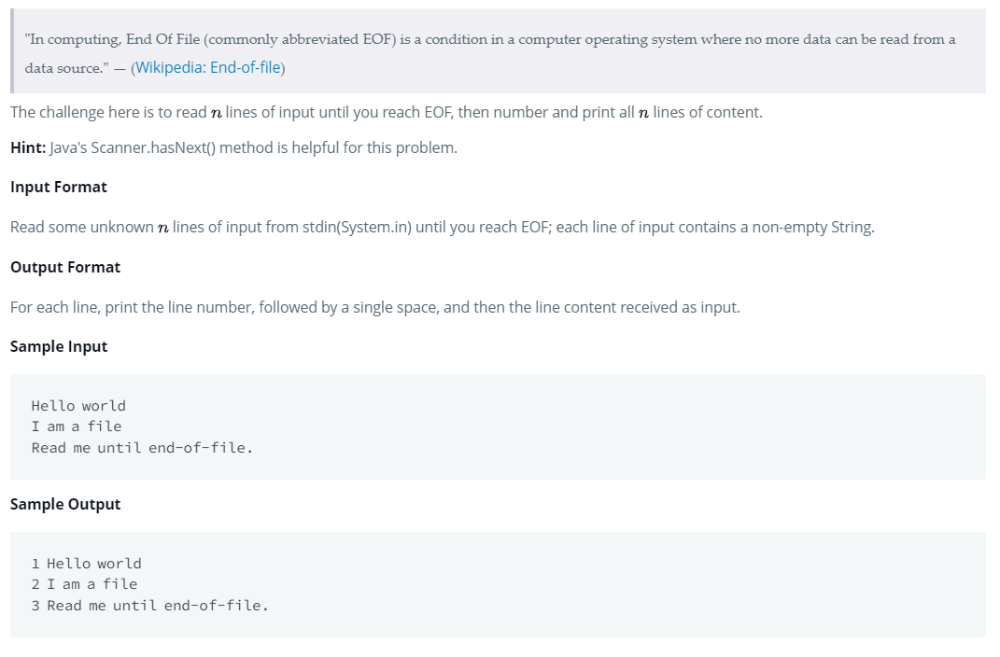 "In computing, End Of File (commonly abbreviated EOF) is a condition in a computer operating system where no more data can be read from a
data source." — (Wikipedia: End-of-file)
The challenge here is to read n lines of input until you reach EOF, then number and print all n lines of content.
Hint: Java's Scanner.hasNext() method is helpful for this problem.
Input Format
Read some unknown n lines of input from stdin(System.in) until you reach EOF; each line of input contains a non-empty String.
Output Format
For each line, print the line number, followed by a single space, and then the line content received as input.
Sample Input
Hello world
I am a file
Read me until end-of-file.
Sample Output
1 Hello world
2 I am a file
3 Read me until end-of-file.